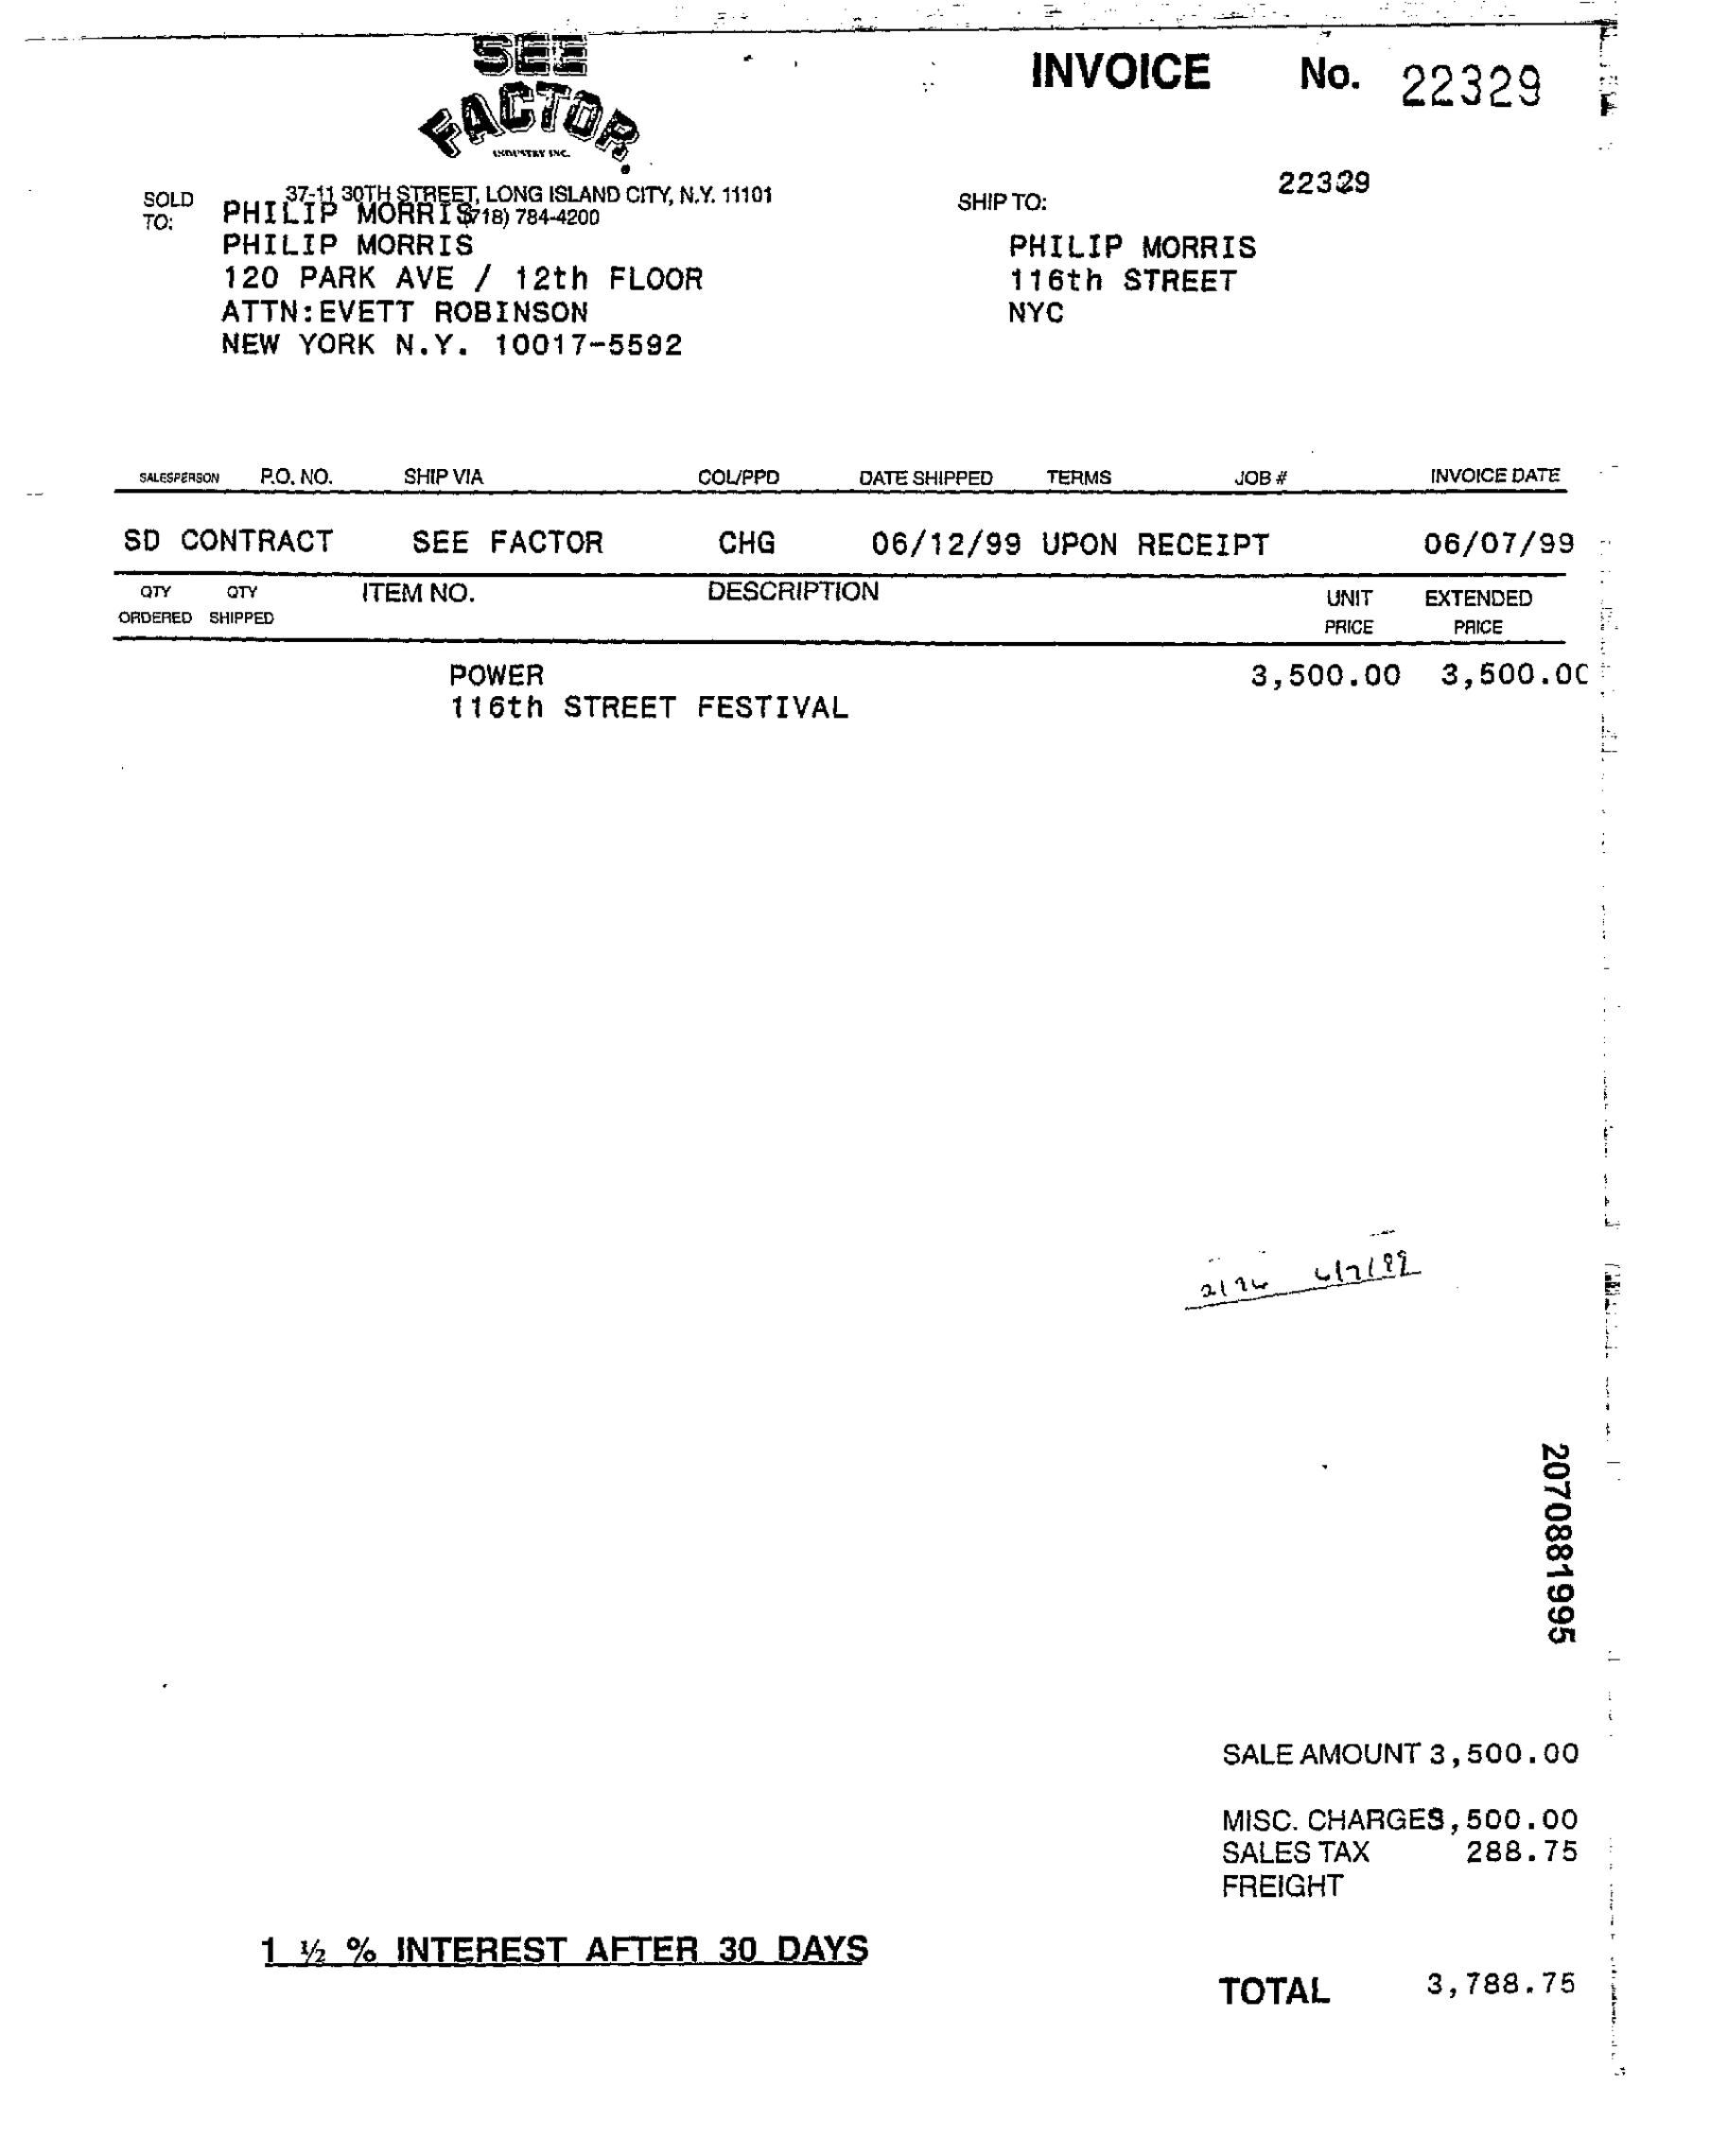 SEE
FACTOR
INDUSTRY INC.
INVOICE No. 22329
37-11 30TH STREET, LONG ISLAND CITY, N.Y. 11101
718) 784-4200
22329
SOLD TO:
PHILIP MORRIS
PHILIP MORRIS
120 PARK AVE / 12th FLOOR
ATTN:EVETT ROBINSON
NEW YORK N.Y. 10017-5592
SHIP TO:
PHILIP MORRIS
116th STREET
NYC
SALESPERSON P.O. NO. SHIP VIA COL/PPD DATE SHIPPED TERMS JOB # INVOICE DATE
SD CONTRACT SEE FACTOR CHG 06/12/99 UPON RECEIPT 06/07/99
QTY ORDERED QTY SHIPPED ITEM NO. DESCRIPTION UNIT PRICE EXTENDED PRICE
POWER 3,500.00 3,500.00
116th STREET FESTIVAL
6/7/99
2070881995
SALE AMOUNT 3,500.00
MISC. CHARGES 3,500.00
SALES TAX 288.75
FREIGHT
1 ½ % INTEREST AFTER 30 DAYS
TOTAL 3,788.75